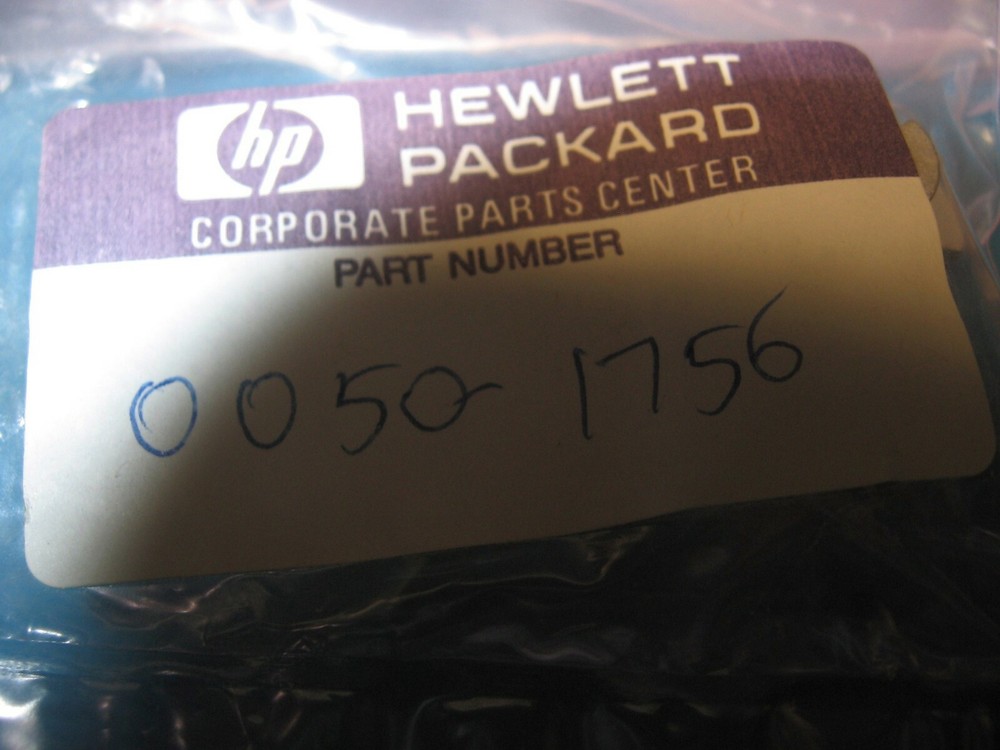 hp
HEWLETT
PACKARD
CORPORATE PARTS CENTER
PART NUMBER
0050-1756